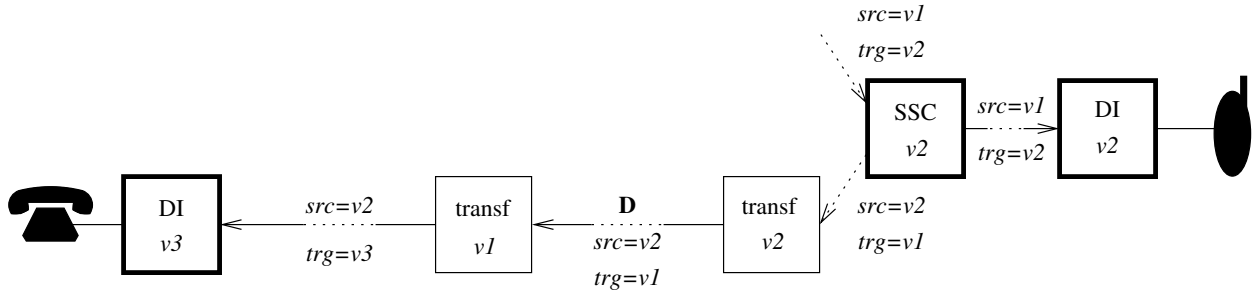 src=v1
trg=v2
SSC
v2
src=v1
trg=v2
DI
v2
DI
v3
src=v2
trg=v3
transf
v1
D
src=v2
trg=v1
transf
v2
src=v2
trg=v1